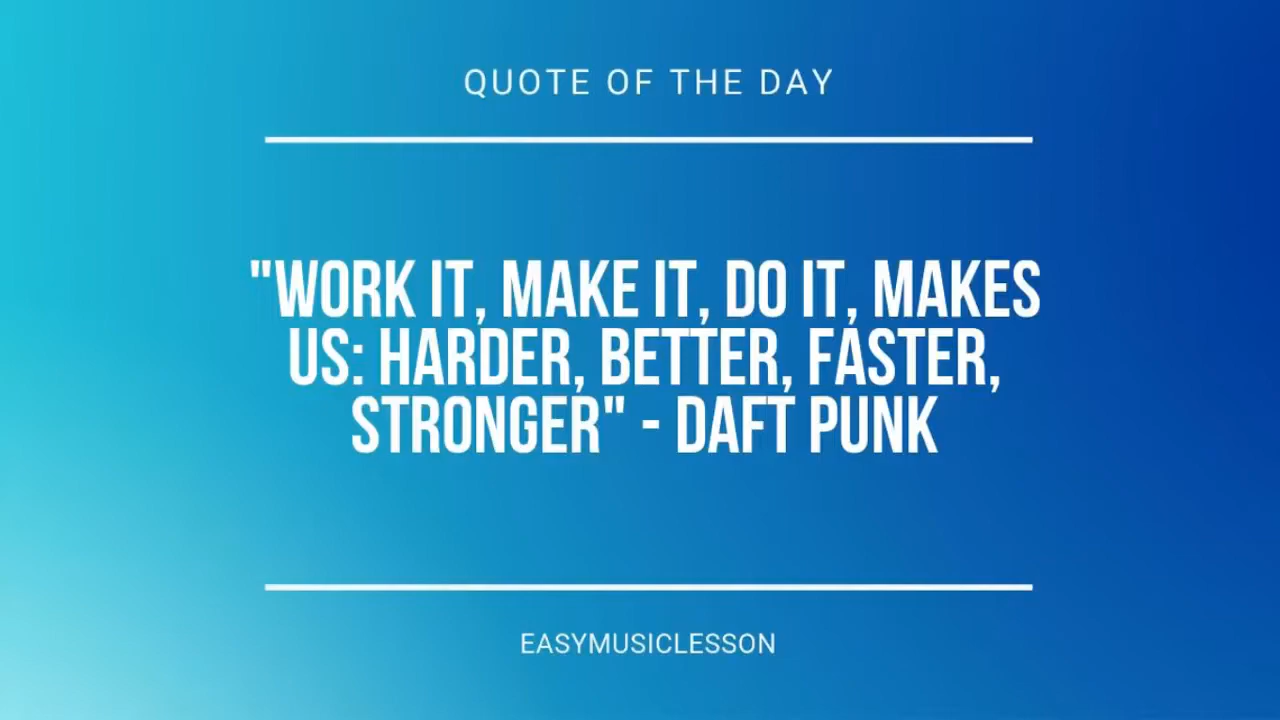 QUOTE OF THE DAY
"WORK IT, MAKE IT, DO IT, MAKES
US: HARDER, BETTER, FASTER,
STRONGER" - DAFT PUNK
EASYMUSICLESSON